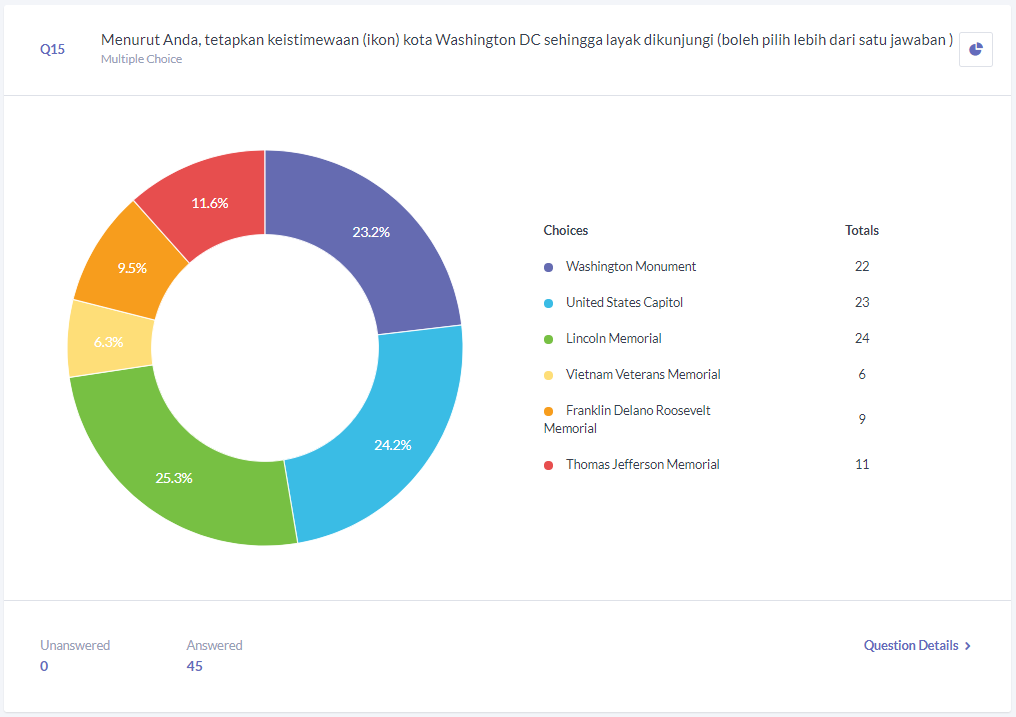 Q15
Menurut Anda, tetapkan keistimewaan (ikon) kota Washington DC sehingga layak dikunjungi (boleh pilih lebih dari satu jawaban )
Multiple Choice
11.6%
23.2%
9.5%
6.3%
24.2%
25.3%
Choices Totals
Washington Monument 22
United States Capitol 23
Lincoln Memorial 24
Vietnam Veterans Memorial 6
Franklin Delano Roosevelt
Memorial 9
Thomas Jefferson Memorial 11
Unanswered Answered Question Details
0 45